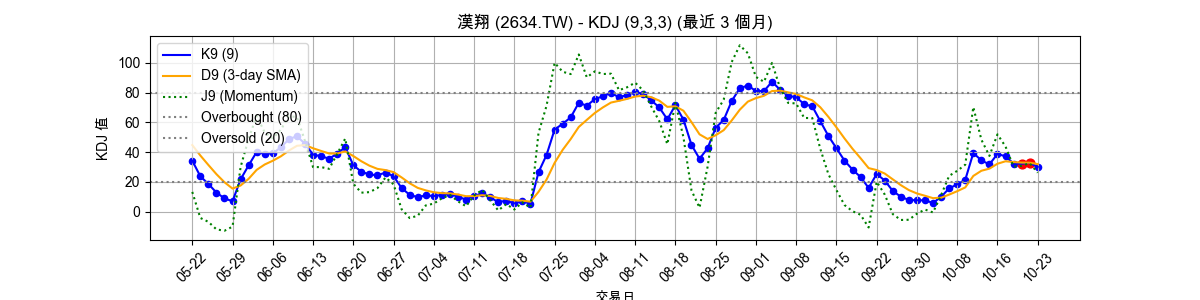 漢翔 (2634.TW) - KDJ (9,3,3) (最近 3 個月)
K9 (9)
D9 (3-day SMA)
J9 (Momentum)
Overbought (80)
Oversold (20)
KDJ 值
100
80
60
40
20
0
05-22 05-29 06-06 06-13 06-20 06-27 07-04 07-11 07-18 07-25 08-04 08-11 08-18 08-25 09-01 09-08 09-15 09-22 09-30 10-08 10-16 10-23
交易日